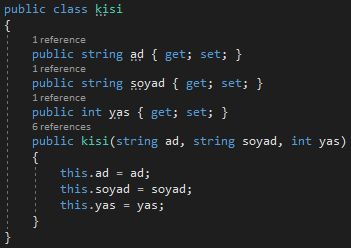 public class kisi
{
1 reference
public string ad { get; set; }
1 reference
public string soyad { get; set; }
1 reference
public int yas { get; set; }
6 references
public kisi(string ad, string soyad, int yas)
{
this.ad = ad;
this.soyad = soyad;
this.yas = yas;
}
}